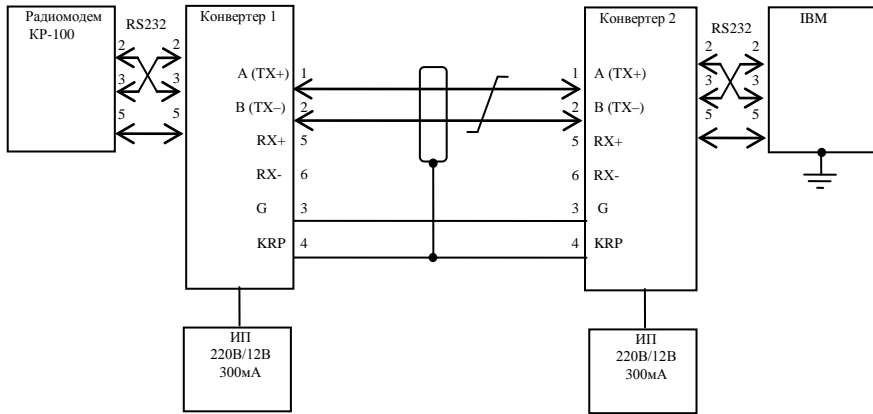 Радиомодем
КР-100
RS232
2
3
5
2
3
5
Конвертер 1
A (TX+)
1
B (TX–)
2
RX+
5
RX-
6
G
3
KRP
4
ИП
220В/12В
300мА
Конвертер 2
1
A (TX+)
2
B (TX–)
5
RX+
6
RX-
3
G
4
KRP
ИП
220В/12В
300мА
RS232
2
3
5
2
3
5
IBM